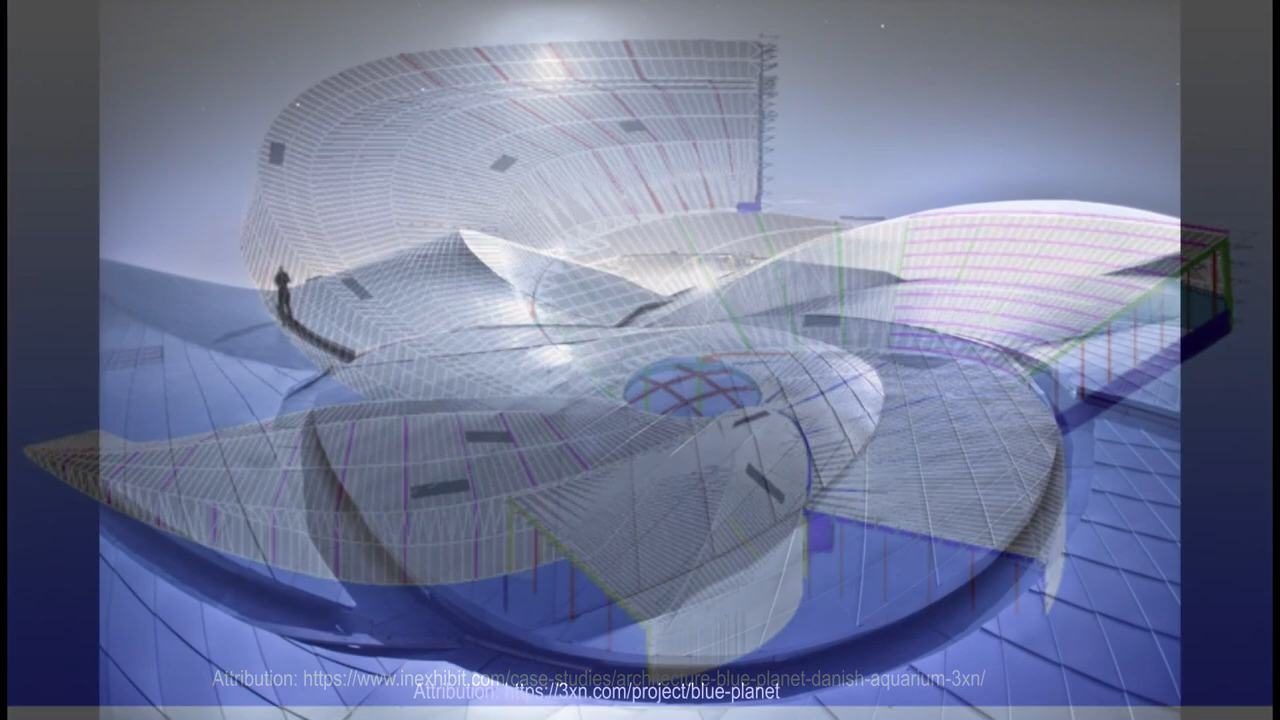 Attribution: https://www.inexhibit.com/case-studies/architecture-blue-planet-danish-aquarium-3xn/
Attribution: https://3xn.com/project/blue-planet